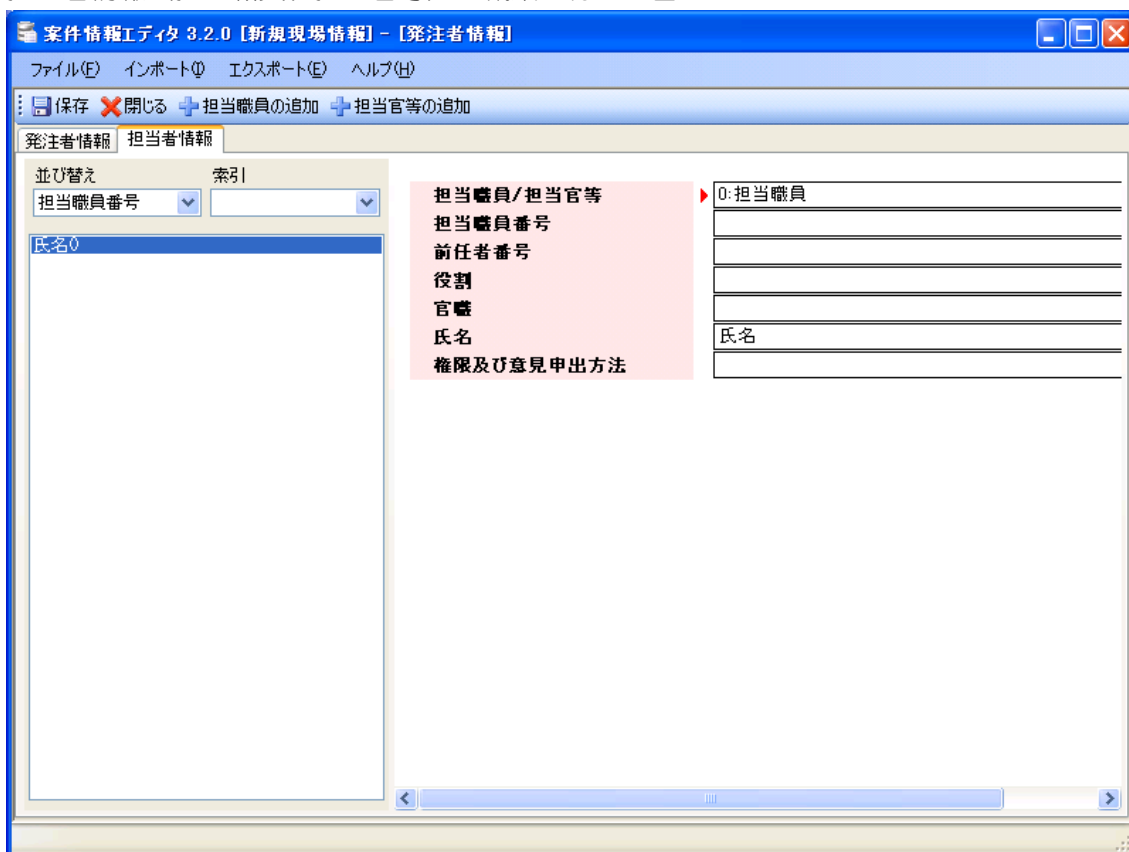 案件情報エディタ 3.2.0 [新規現場情報] - [発注者情報]
ファイル(F) インポート(I) エクスポート(E) ヘルプ(H)
保存 閉じる 担当職員の追加 担当官等の追加
発注者情報 担当者情報
並び替え 索引
担当職員番号
氏名0
担当職員/担当官等 0:担当職員
担当職員番号
前任者番号
役割
官職
氏名 氏名
権限及び意見申出方法